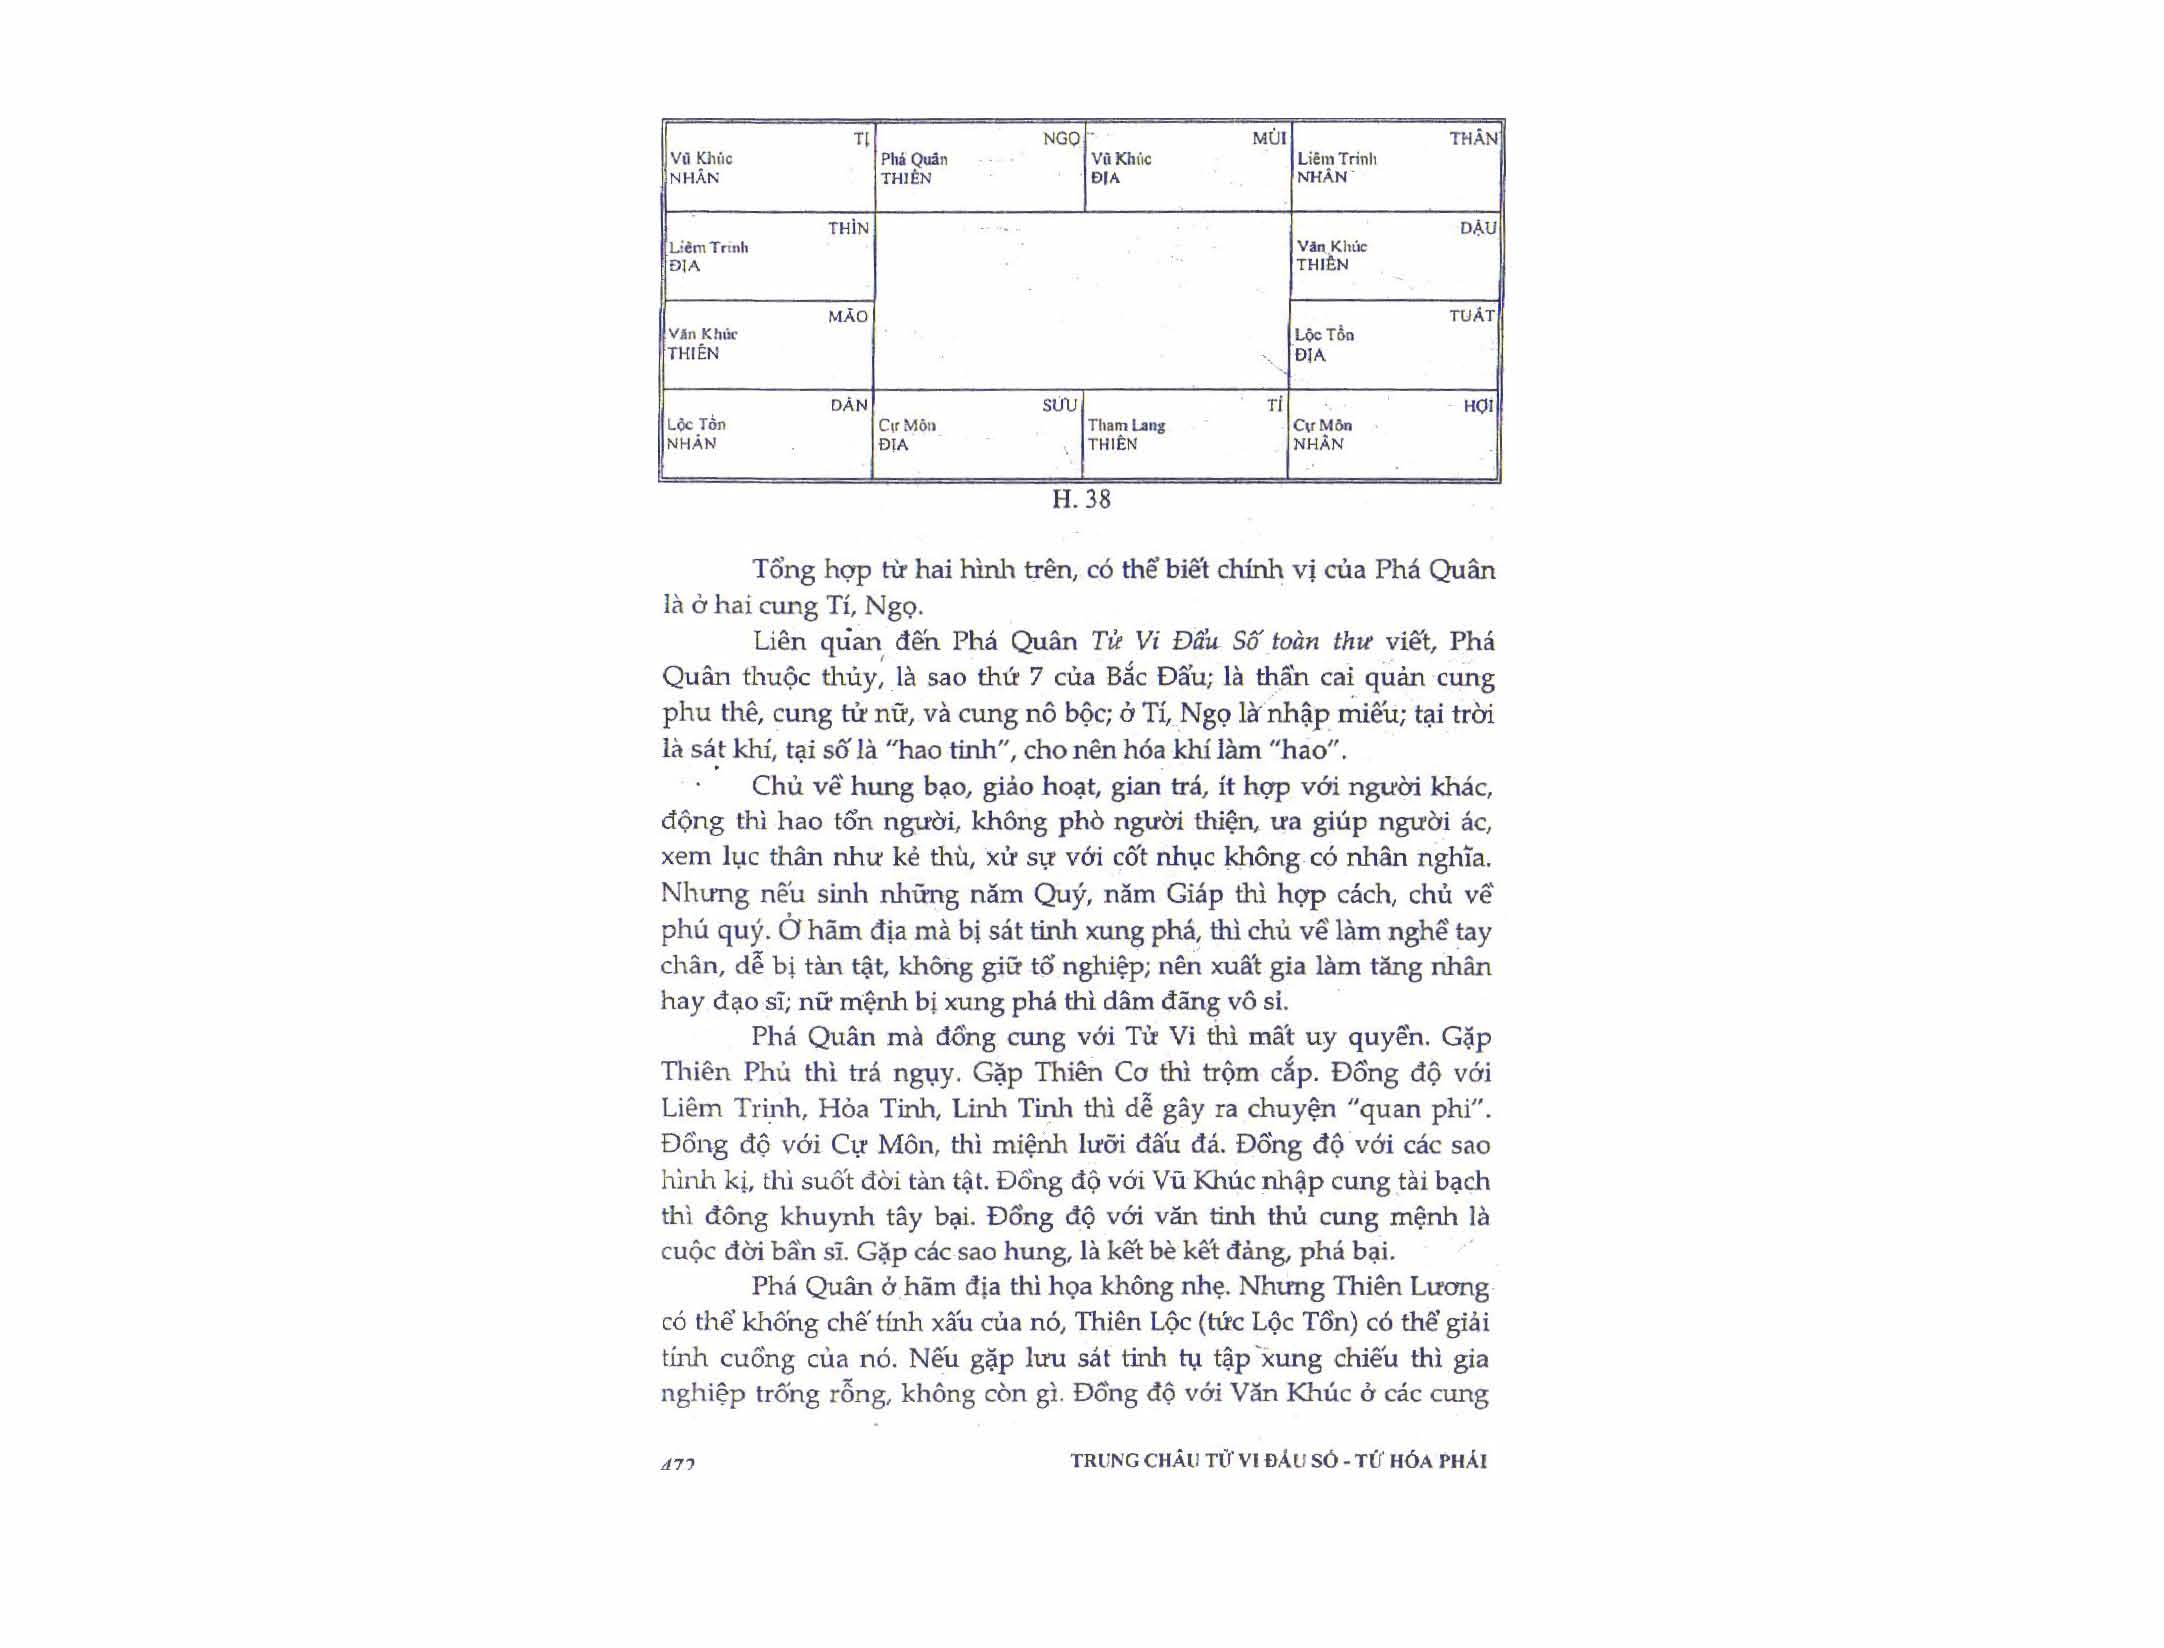 TỊ NGỌ MÙI THÂN
Vũ Khúc Phá Quân Vũ Khúc Liêm Trinh
NHÂN THIÊN ĐỊA NHÂN
THÌN DẬU
Liêm Trinh Văn Khúc
ĐỊA THIÊN
MÃO TUẤT
Văn Khúc Lộc Tồn
THIÊN ĐỊA
DẦN SỬU TÍ HỢI
Lộc Tồn Cự Môn Tham Lang Cự Môn
NHÂN ĐỊA THIÊN NHÂN
H. 38
Tổng hợp từ hai hình trên, có thể biết chính vị của Phá Quân
là ở hai cung Tí, Ngọ.
Liên quan đến Phá Quân Tử Vi Đẩu Số toàn thư viết, Phá
Quân thuộc thủy, là sao thứ 7 của Bắc Đẩu; là thần cai quản cung
phu thê, cung tử nữ, và cung nô bộc; ở Tí, Ngọ là nhập miếu; tại trời
là sát khí, tại số là "hao tinh", cho nên hóa khí làm "hao".
Chủ về hung bạo, giảo hoạt, gian trá, ít hợp với người khác,
động thì hao tổn người, không phò người thiện, ưa giúp người ác,
xem lục thân như kẻ thù, xử sự với cốt nhục không có nhân nghĩa.
Nhưng nếu sinh những năm Quý, năm Giáp thì hợp cách, chủ về
phú quý. Ở hãm địa mà bị sát tinh xung phá, thì chủ về làm nghề tay
chân, dễ bị tàn tật, không giữ tổ nghiệp; nên xuất gia làm tăng nhân
hay đạo sĩ; nữ mệnh bị xung phá thì dâm đãng vô sỉ.
Phá Quân mà đồng cung với Tử Vi thì mất uy quyền. Gặp
Thiên Phủ thì trá ngụy. Gặp Thiên Cơ thì trộm cắp. Đồng độ với
Liêm Trinh, Hỏa Tinh, Linh Tinh thì dễ gây ra chuyện "quan phi".
Đồng độ với Cự Môn, thì miệnh lưỡi đấu đá. Đồng độ với các sao
hình kị, thì suốt đời tàn tật. Đồng độ với Vũ Khúc nhập cung tài bạch
thì đông khuynh tây bại. Đồng độ với văn tinh thủ cung mệnh là
cuộc đời bần sĩ. Gặp các sao hung, là kết bè kết đảng, phá bại.
Phá Quân ở hãm địa thì họa không nhẹ. Nhưng Thiên Lương
có thể khống chế tính xấu của nó, Thiên Lộc (tức Lộc Tồn) có thể giải
tính cuồng của nó. Nếu gặp lưu sát tinh tụ tập xung chiếu thì gia
nghiệp trống rỗng, không còn gì. Đồng độ với Văn Khúc ở các cung
TRUNG CHÂU TỬ VI ĐẨU SỐ - TỨ HÓA PHÁI